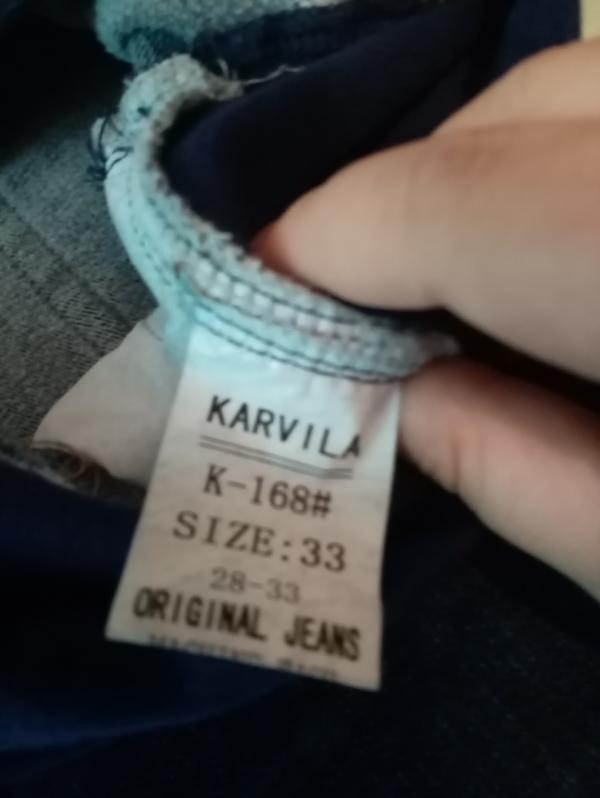 KARVILA
K-168#
SIZE:33
28-33
ORIGINAL JEANS